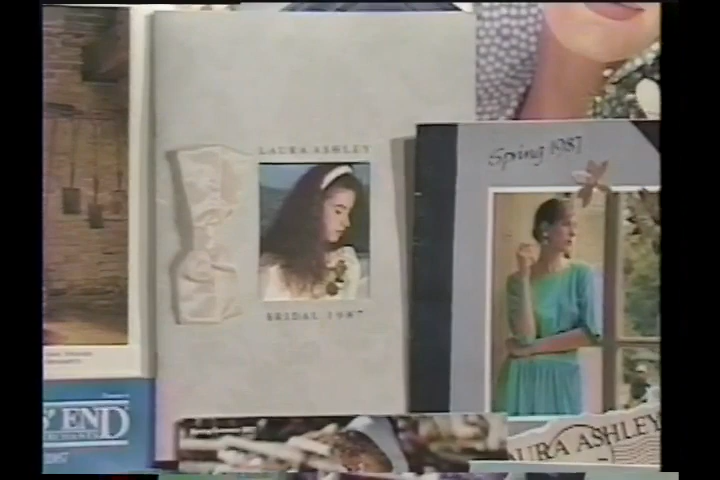 LAURA ASHLEY
BRIDAL 1987
Spring 1987
S' END
LAURA ASHLEY